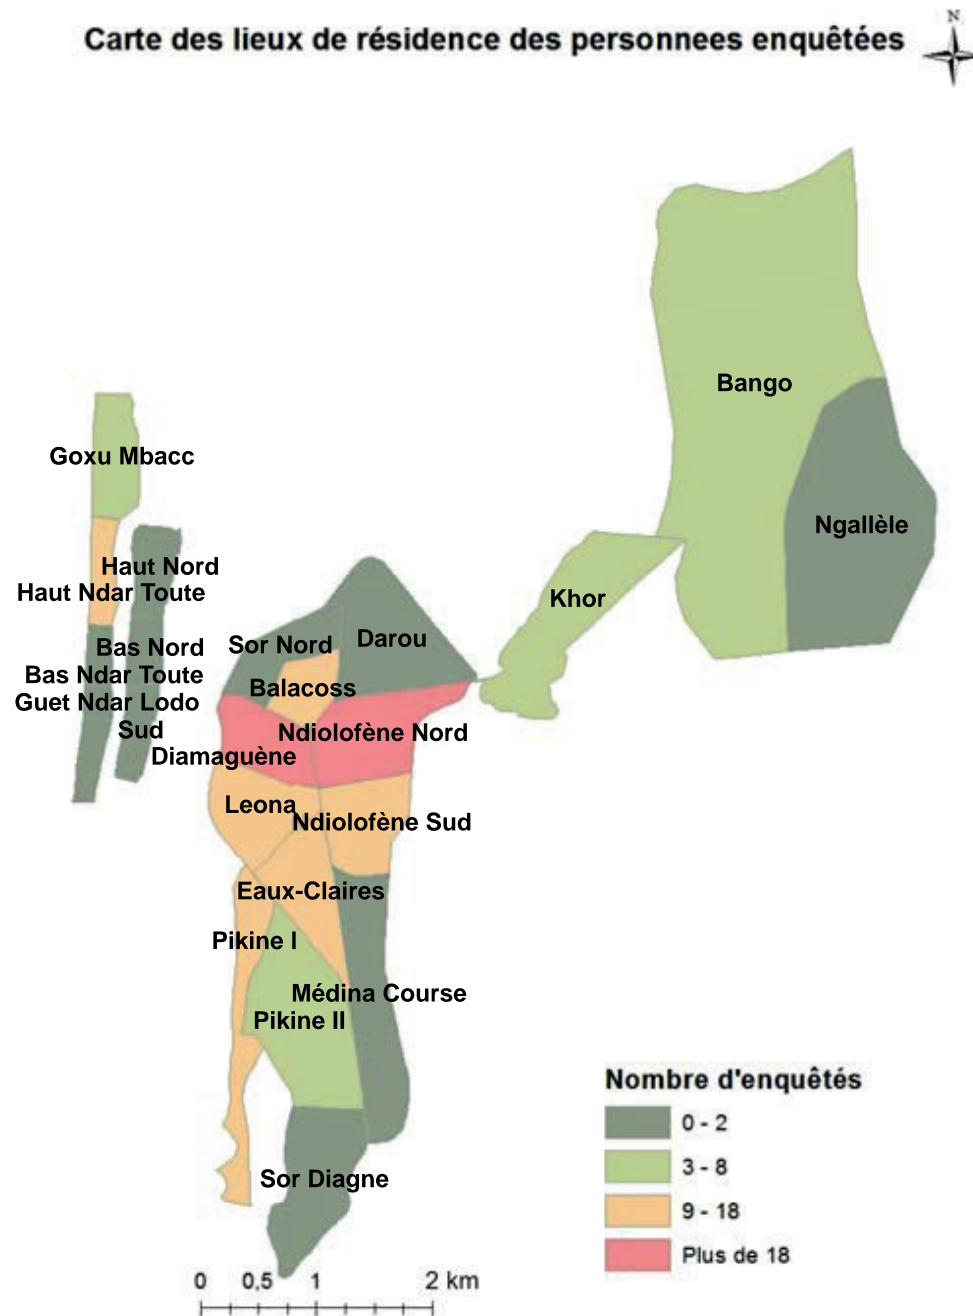 N
Carte des lieux de résidence des personnees enquêtées
Bango
Goxu Mbacc
Ngallèle
Haut Nord
Haut Ndar Toute
Khor
Darou
Sor Nord
Bas Nord
Bas Ndar Toute
Balacoss
Guet Ndar Lodo
Sud
Ndiolofène Nord
Diamaguène
Leona
Ndiolofène Sud
Eaux-Claires
Pikine I
Médina Course
Pikine II
Sor Diagne
Nombre d'enquêtés
0 - 2
3 - 8
9 - 18
Plus de 18
0 0,5 1 2 km